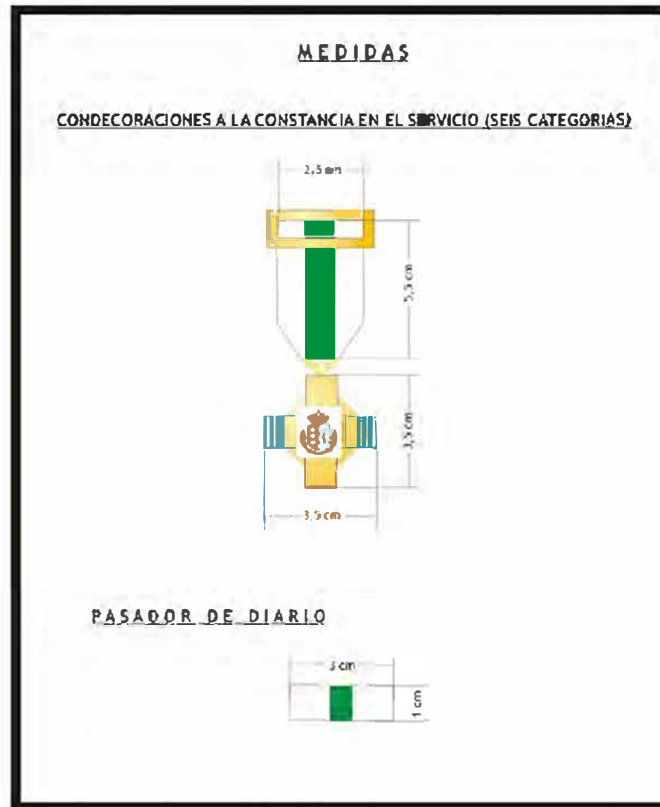 MEDIDAS
CONDECORACIONES A LA CONSTANCIA EN EL SERVICIO (SEIS CATEGORIAS)
2,5 cm
5,5 cm
3,5 cm
3,5 cm
PASADOR DE DIARIO
3 cm
1 cm